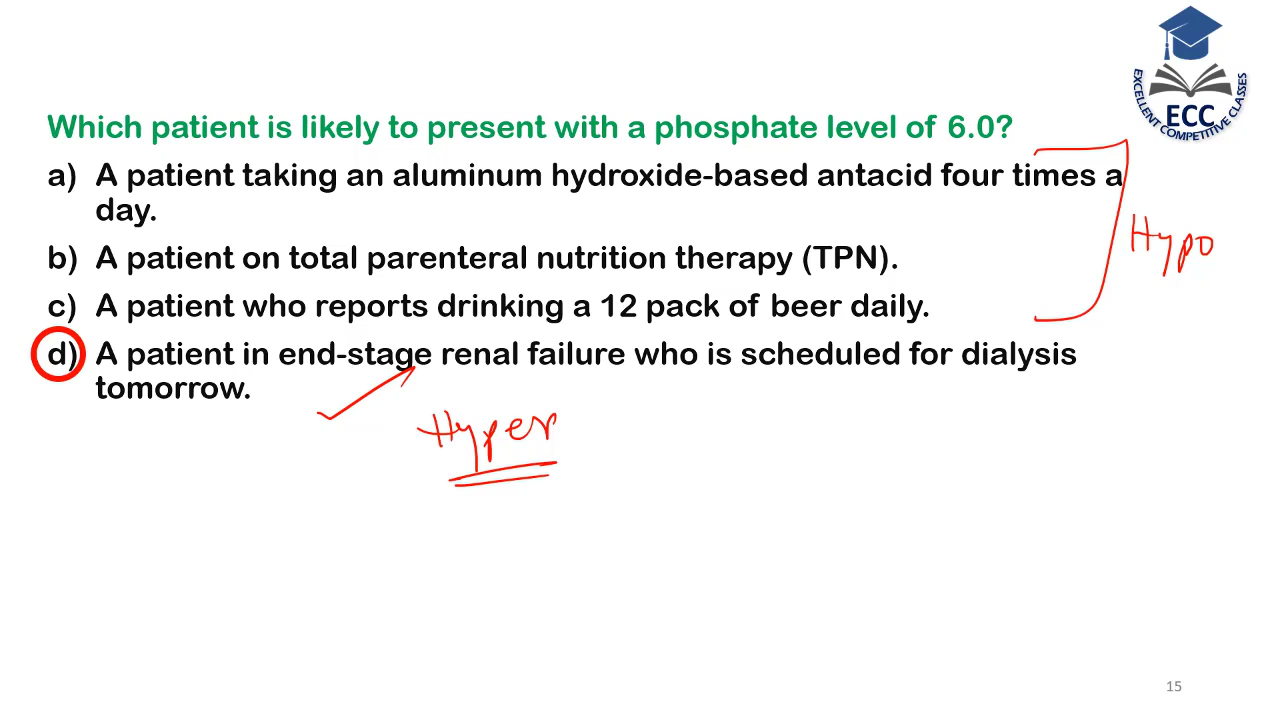 EXCELLENT COMPETITIVE CLASSES
ECC
Which patient is likely to present with a phosphate level of 6.0?
a) A patient taking an aluminum hydroxide-based antacid four times a
day.
b) A patient on total parenteral nutrition therapy (TPN).
Hypo
c) A patient who reports drinking a 12 pack of beer daily.
d) A patient in end-stage renal failure who is scheduled for dialysis
tomorrow.
Hyper
15